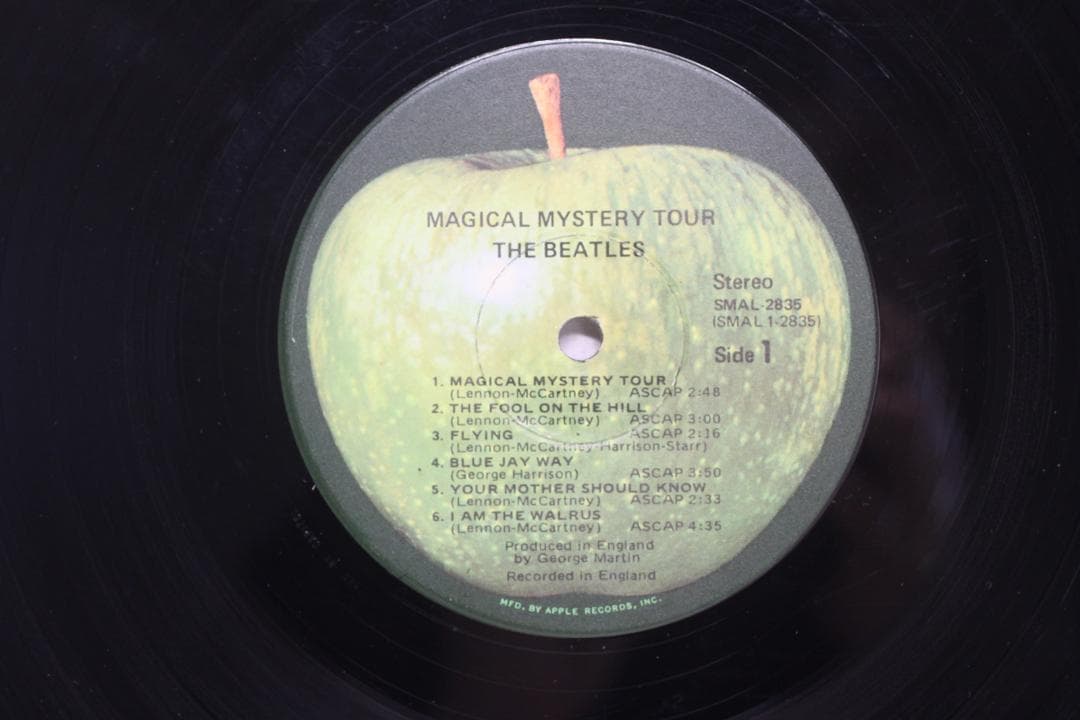 MAGICAL MYSTERY TOUR
THE BEATLES
Stereo
SMAL-2835
(SMAL 1-2835)
Side 1
1. MAGICAL MYSTERY TOUR
(Lennon-McCartney) ASCAP 2:48
2. THE FOOL ON THE HILL
(Lennon-McCartney) ASCAP 3:00
3. FLYING ASCAP 2:16
(Lennon-McCartney-Harrison-Starr)
4. BLUE JAY WAY
(George Harrison) ASCAP 3:50
5. YOUR MOTHER SHOULD KNOW
(Lennon-McCartney) ASCAP 2:33
6. I AM THE WALRUS
(Lennon-McCartney) ASCAP 4:35
Produced in England
by George Martin
Recorded in England
MFD. BY APPLE RECORDS, INC.